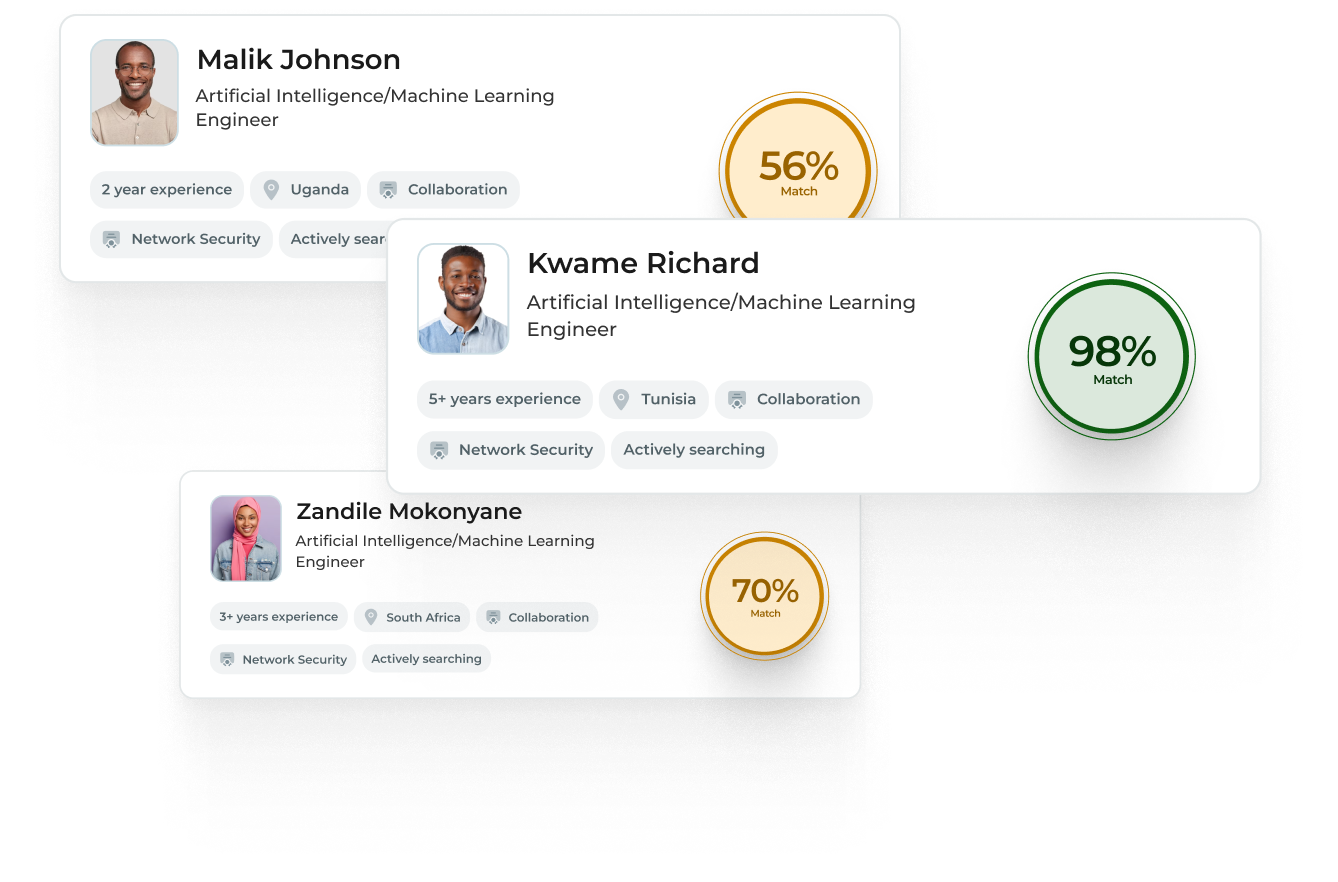 Malik Johnson
Artificial Intelligence/Machine Learning
Engineer
56%
Match
2 year experience
Uganda
Collaboration
Network Security
Actively sear
Kwame Richard
Artificial Intelligence/Machine Learning
Engineer
98%
Match
5+ years experience
Tunisia
Collaboration
Network Security
Actively searching
Zandile Mokonyane
Artificial Intelligence/Machine Learning
Engineer
70%
Match
3+ years experience
South Africa
Collaboration
Network Security
Actively searching